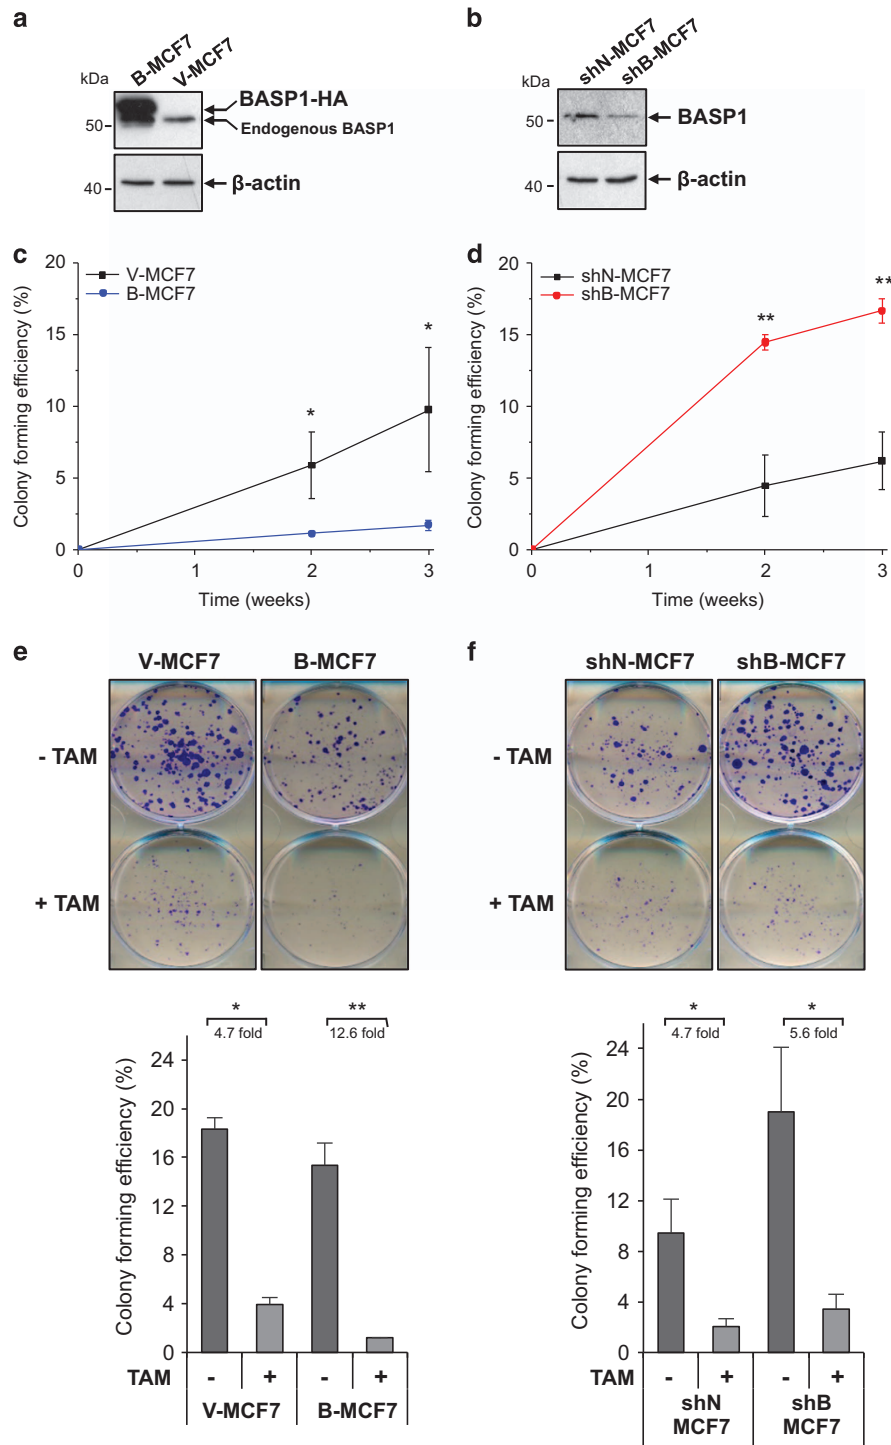 a
B-MCF7
V-MCF7
kDa
BASP1-HA
50
Endogenous BASP1
40
β-actin
b
shN-MCF7
shB-MCF7
kDa
50
BASP1
40
β-actin
c
20
15
10
5
0
Colony forming efficiency (%)
V-MCF7
B-MCF7
*
*
0
1
2
3
Time (weeks)
d
20
15
10
5
0
Colony forming efficiency (%)
shN-MCF7
shB-MCF7
**
**
0
1
2
3
Time (weeks)
e
V-MCF7
B-MCF7
- TAM
+ TAM
*
4.7 fold
**
12.6 fold
24
20
16
12
8
4
0
Colony forming efficiency (%)
TAM
-
+
-
+
V-MCF7
B-MCF7
f
shN-MCF7
shB-MCF7
- TAM
+ TAM
*
4.7 fold
*
5.6 fold
24
20
16
12
8
4
0
Colony forming efficiency (%)
TAM
-
+
-
+
shN
MCF7
shB
MCF7